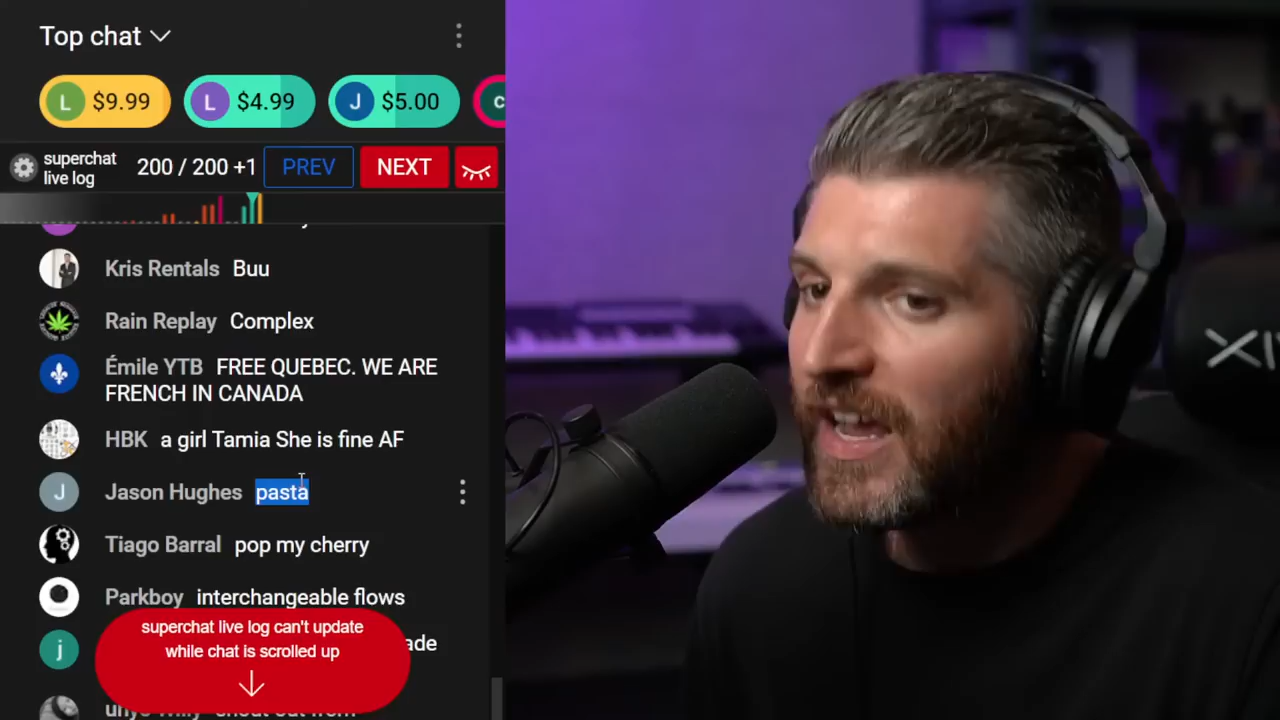 Top chat
L $9.99 L $4.99 J $5.00
superchat
live log
200 / 200 +1 PREV NEXT
Kris Rentals Buu
Rain Replay Complex
Émile YTB FREE QUEBEC. WE ARE
FRENCH IN CANADA
HBK a girl Tamia She is fine AF
J Jason Hughes pasta
Tiago Barral pop my cherry
Parkboy interchangeable flows
j ade
superchat live log can't update
while chat is scrolled up